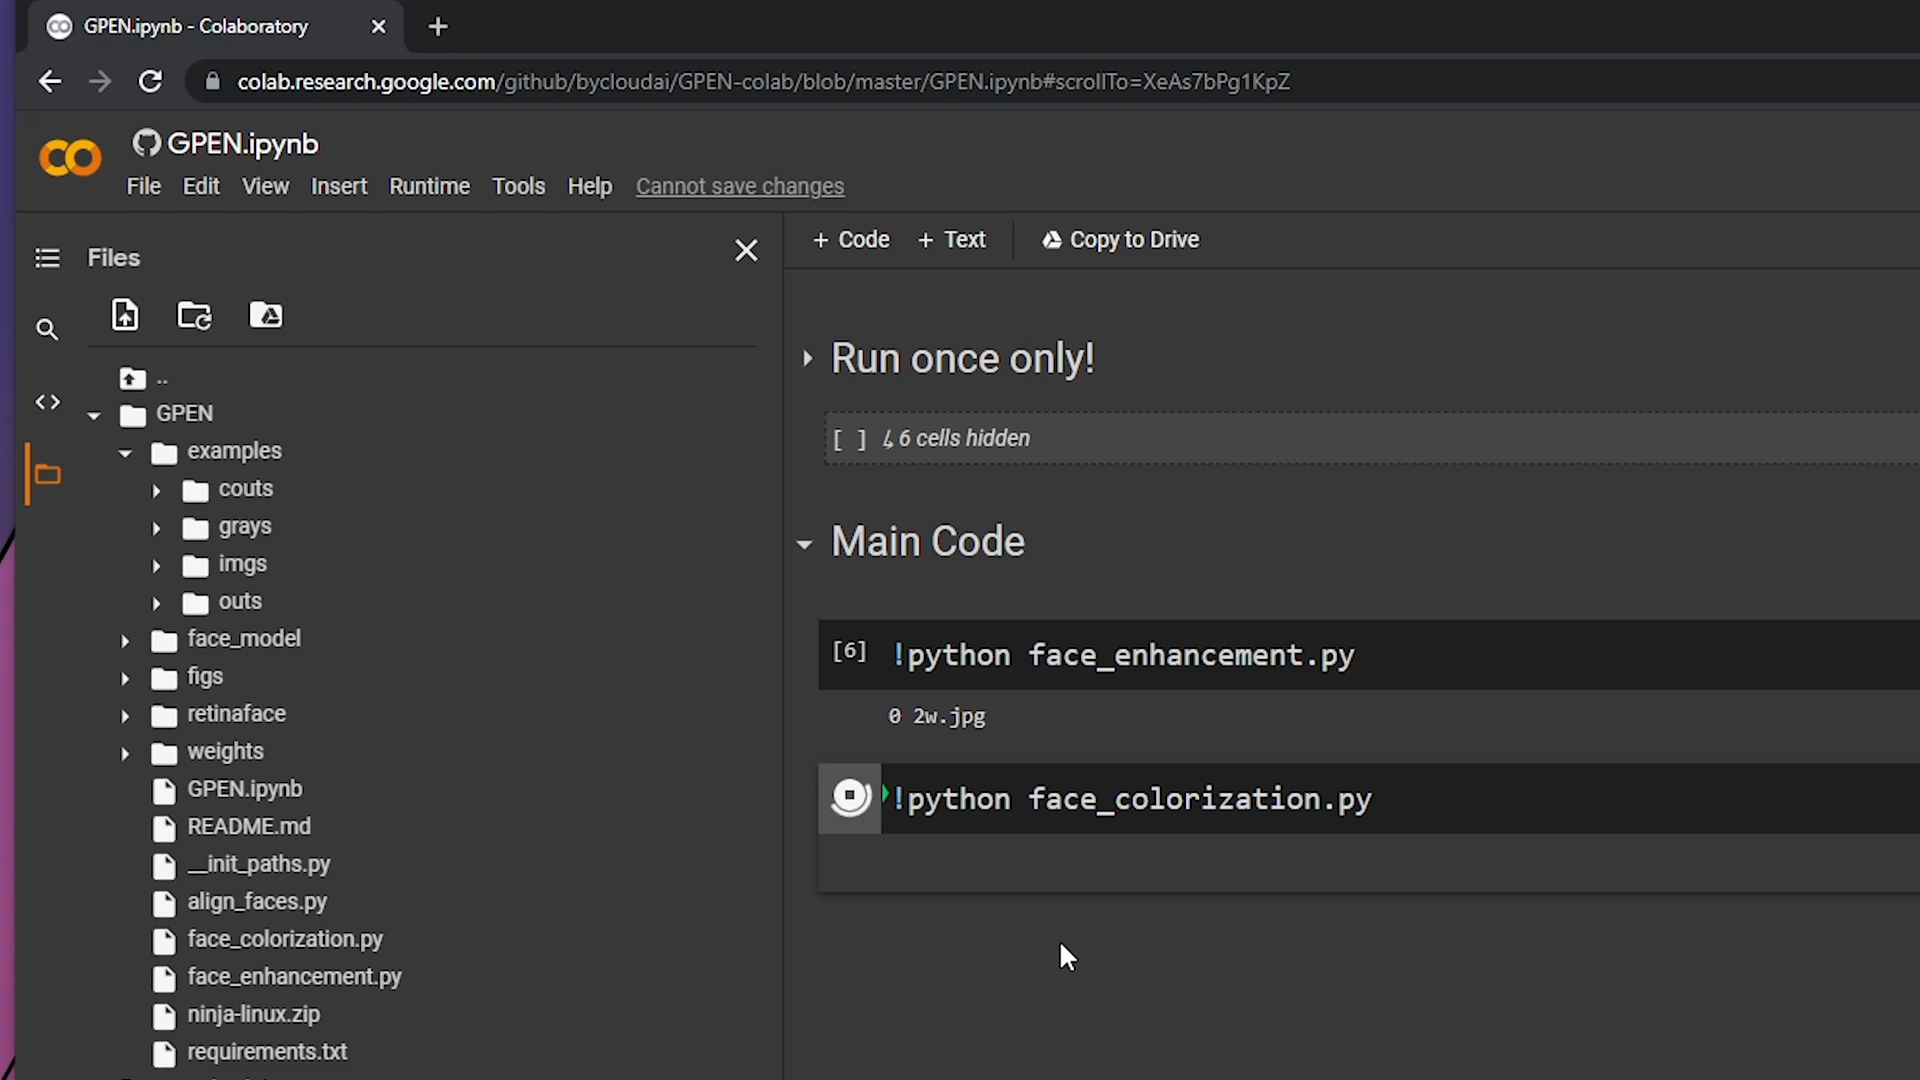 GPEN.ipynb - Colaboratory
colab.research.google.com/github/bycloudai/GPEN-colab/blob/master/GPEN.ipynb#scrollTo=XeAs7bPg1KpZ
GPEN.ipynb
File Edit View Insert Runtime Tools Help Cannot save changes
Files
+ Code + Text Copy to Drive
..
GPEN
examples
couts
grays
imgs
outs
face_model
figs
retinaface
weights
GPEN.ipynb
README.md
__init_paths.py
align_faces.py
face_colorization.py
face_enhancement.py
ninja-linux.zip
requirements.txt
Run once only!
[ ] ↳ 6 cells hidden
Main Code
[6] !python face_enhancement.py
0 2w.jpg
!python face_colorization.py